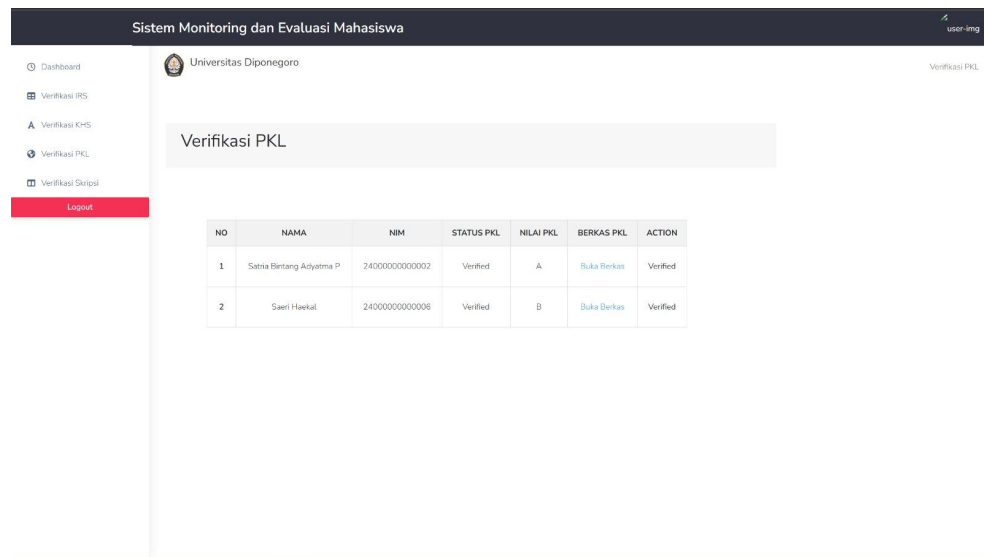 Sistem Monitoring dan Evaluasi Mahasiswa
user-img
Dashboard
Verifikasi IRS
Verifikasi KHS
Verifikasi PKL
Verifikasi Skripsi
Logout
Universitas Diponegoro
Verifikasi PKL
Verifikasi PKL
NO NAMA NIM STATUS PKL NILAI PKL BERKAS PKL ACTION
1 Satria Bintang Adyatma P 24000000000002 Verified A Buka Berkas Verified
2 Saeri Haekal 24000000000006 Verified B Buka Berkas Verified